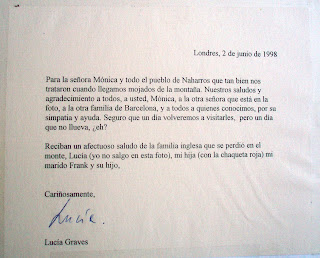 Londres, 2 de junio de 1998
Para la señora Mónica y todo el pueblo de Naharros que tan bien nos
trataron cuando llegamos mojados de la montaña. Nuestros saludos y
agradecimiento a todos, a usted, Mónica, a la otra señora que está en la
foto, a la otra familia de Barcelona, y a todos a quienes conocimos, por su
simpatia y ayuda. Seguro que un día volveremos a visitarles, pero un día
que no llueva, ¿eh?
Reciban un afectuoso saludo de la familia inglesa que se perdió en el
monte, Lucia (yo no salgo en esta foto), mi hija (con la chaqueta roja) mi
marido Frank y su hijo,
Cariñosamente,
Lucia.
Lucia Graves